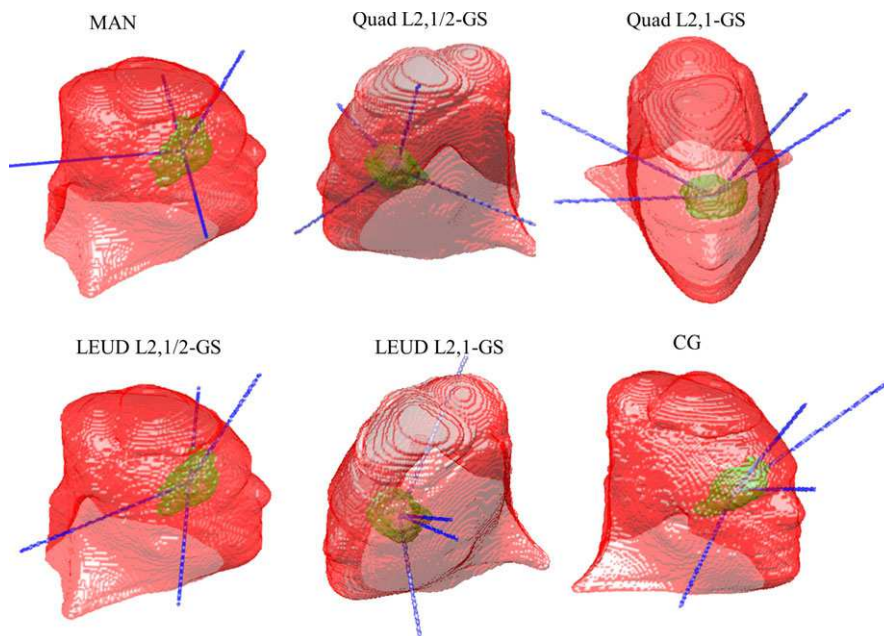 MAN
Quad L2,1/2-GS
Quad L2,1-GS
LEUD L2,1/2-GS
LEUD L2,1-GS
CG